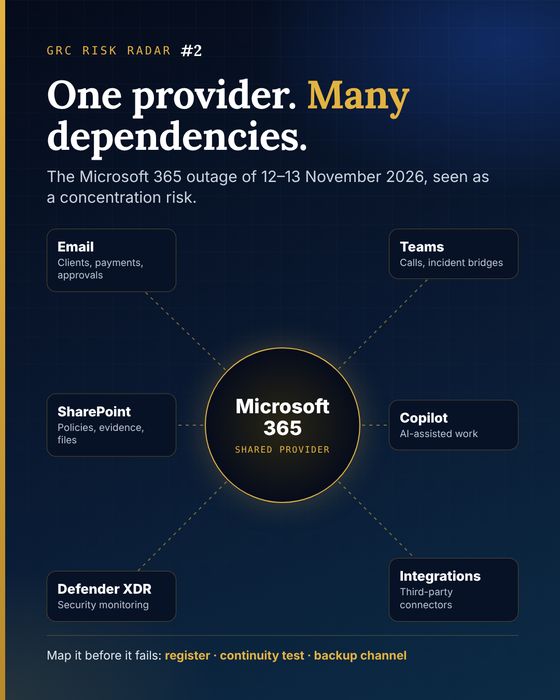 GRC RISK RADAR #2
One provider. Many
dependencies.
The Microsoft 365 outage of 12–13 November 2026, seen as
a concentration risk.
Email
Clients, payments,
approvals
Teams
Calls, incident bridges
SharePoint
Policies, evidence,
files
Microsoft
365
SHARED PROVIDER
Copilot
AI-assisted work
Defender XDR
Security monitoring
Integrations
Third-party
connectors
Map it before it fails: register · continuity test · backup channel